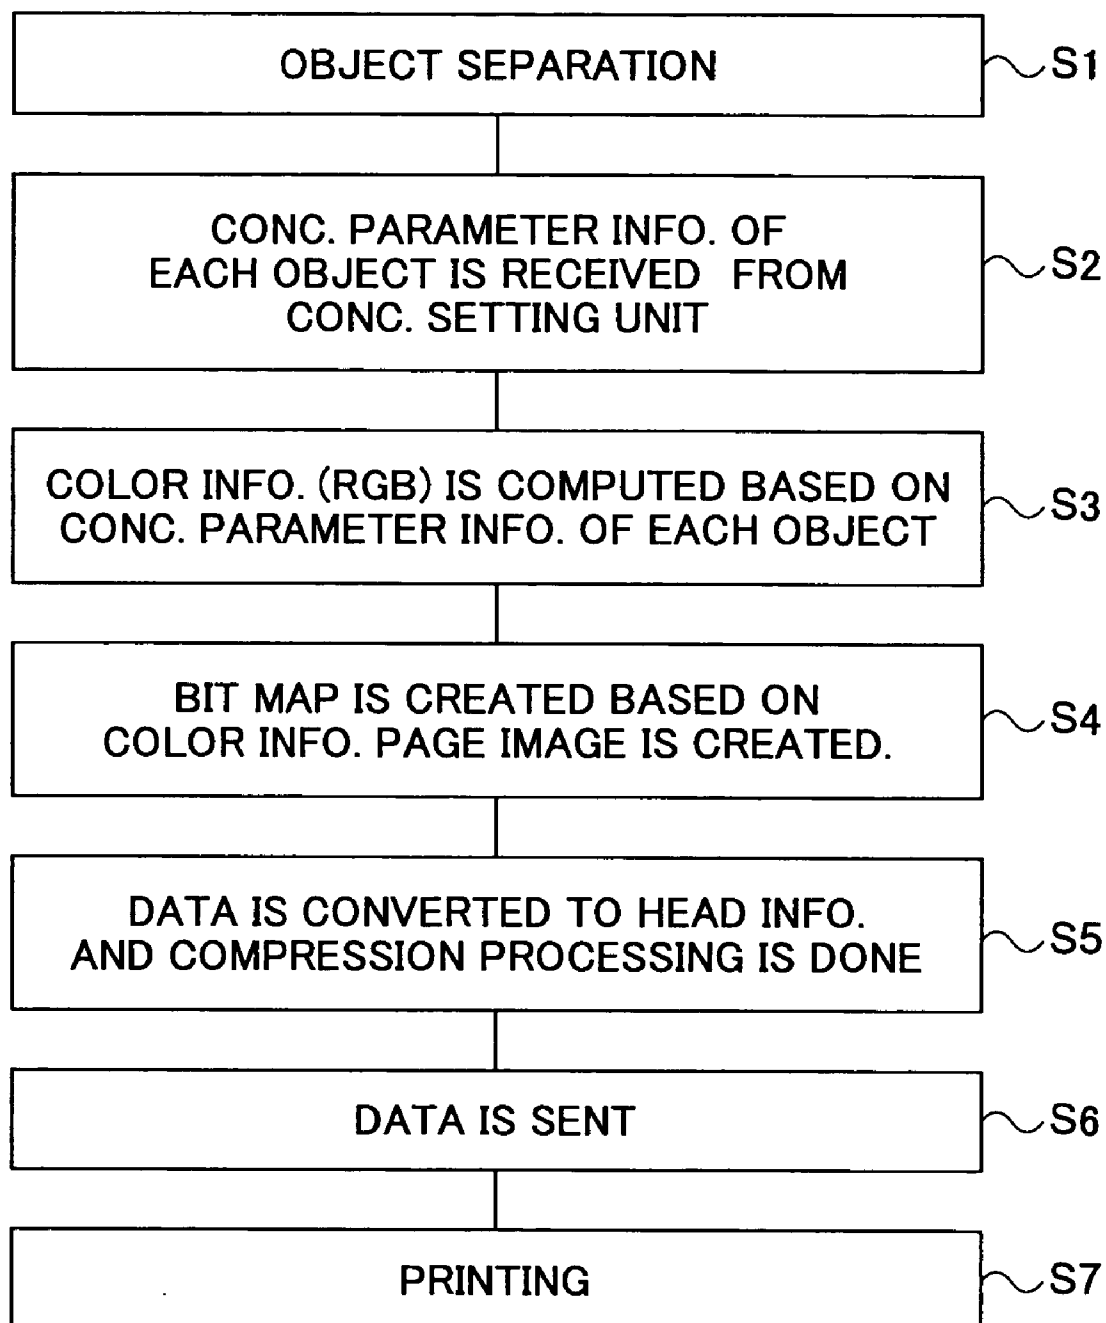 OBJECT SEPARATION
S1
CONC. PARAMETER INFO. OF
EACH OBJECT IS RECEIVED FROM
CONC. SETTING UNIT
S2
COLOR INFO. (RGB) IS COMPUTED BASED ON
CONC. PARAMETER INFO. OF EACH OBJECT
S3
BIT MAP IS CREATED BASED ON
COLOR INFO. PAGE IMAGE IS CREATED.
S4
DATA IS CONVERTED TO HEAD INFO.
AND COMPRESSION PROCESSING IS DONE
S5
DATA IS SENT
S6
PRINTING
S7